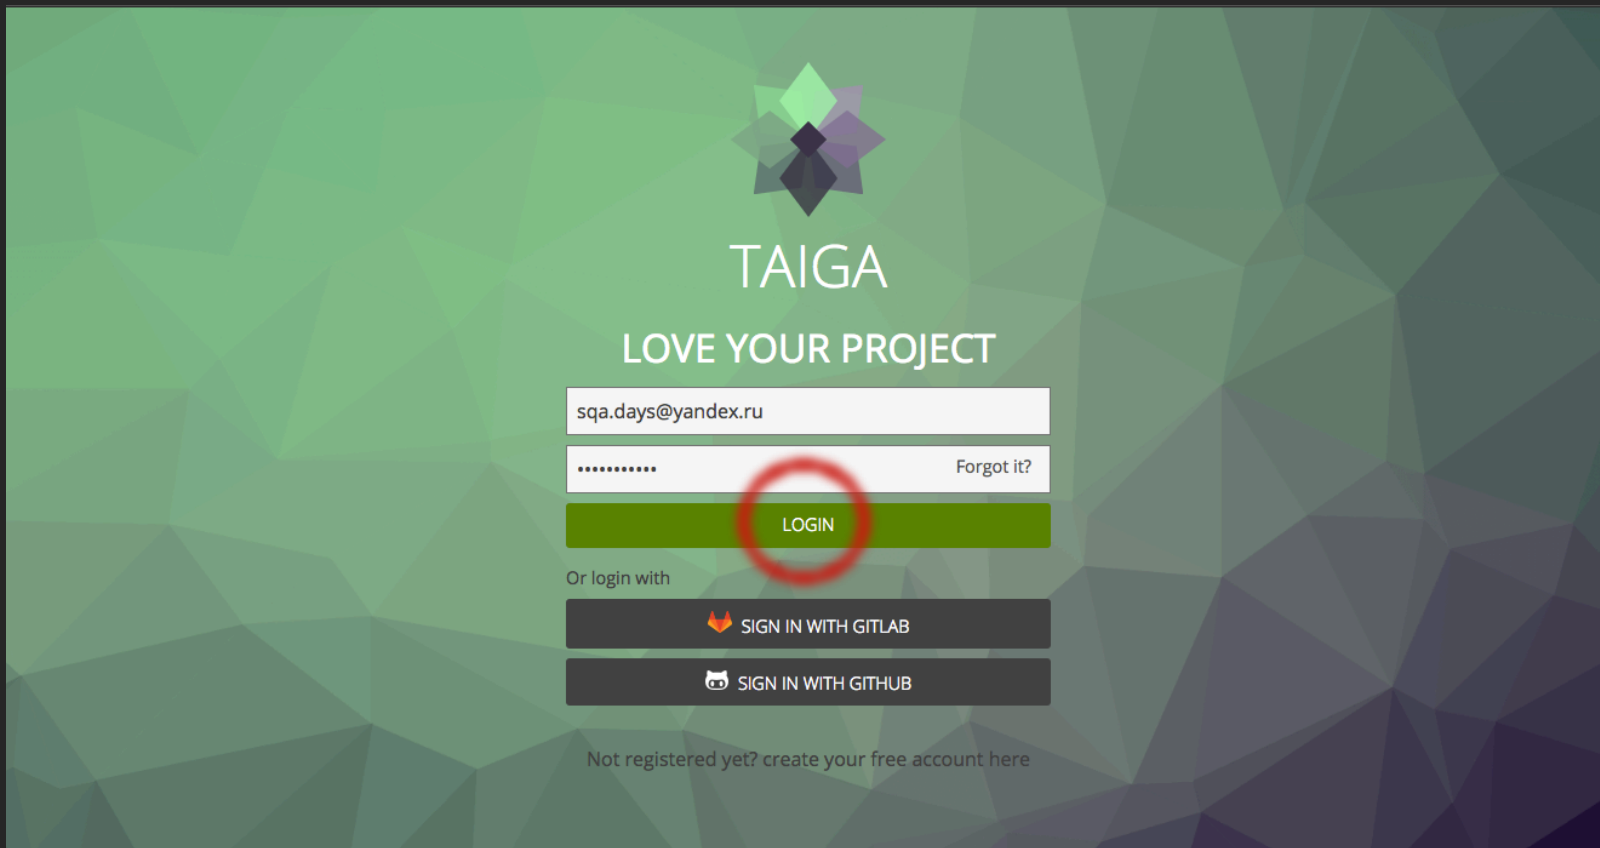 TAIGA
LOVE YOUR PROJECT
sqa.days@yandex.ru
•••••••••••
Forgot it?
LOGIN
Or login with
SIGN IN WITH GITLAB
SIGN IN WITH GITHUB
Not registered yet? create your free account here